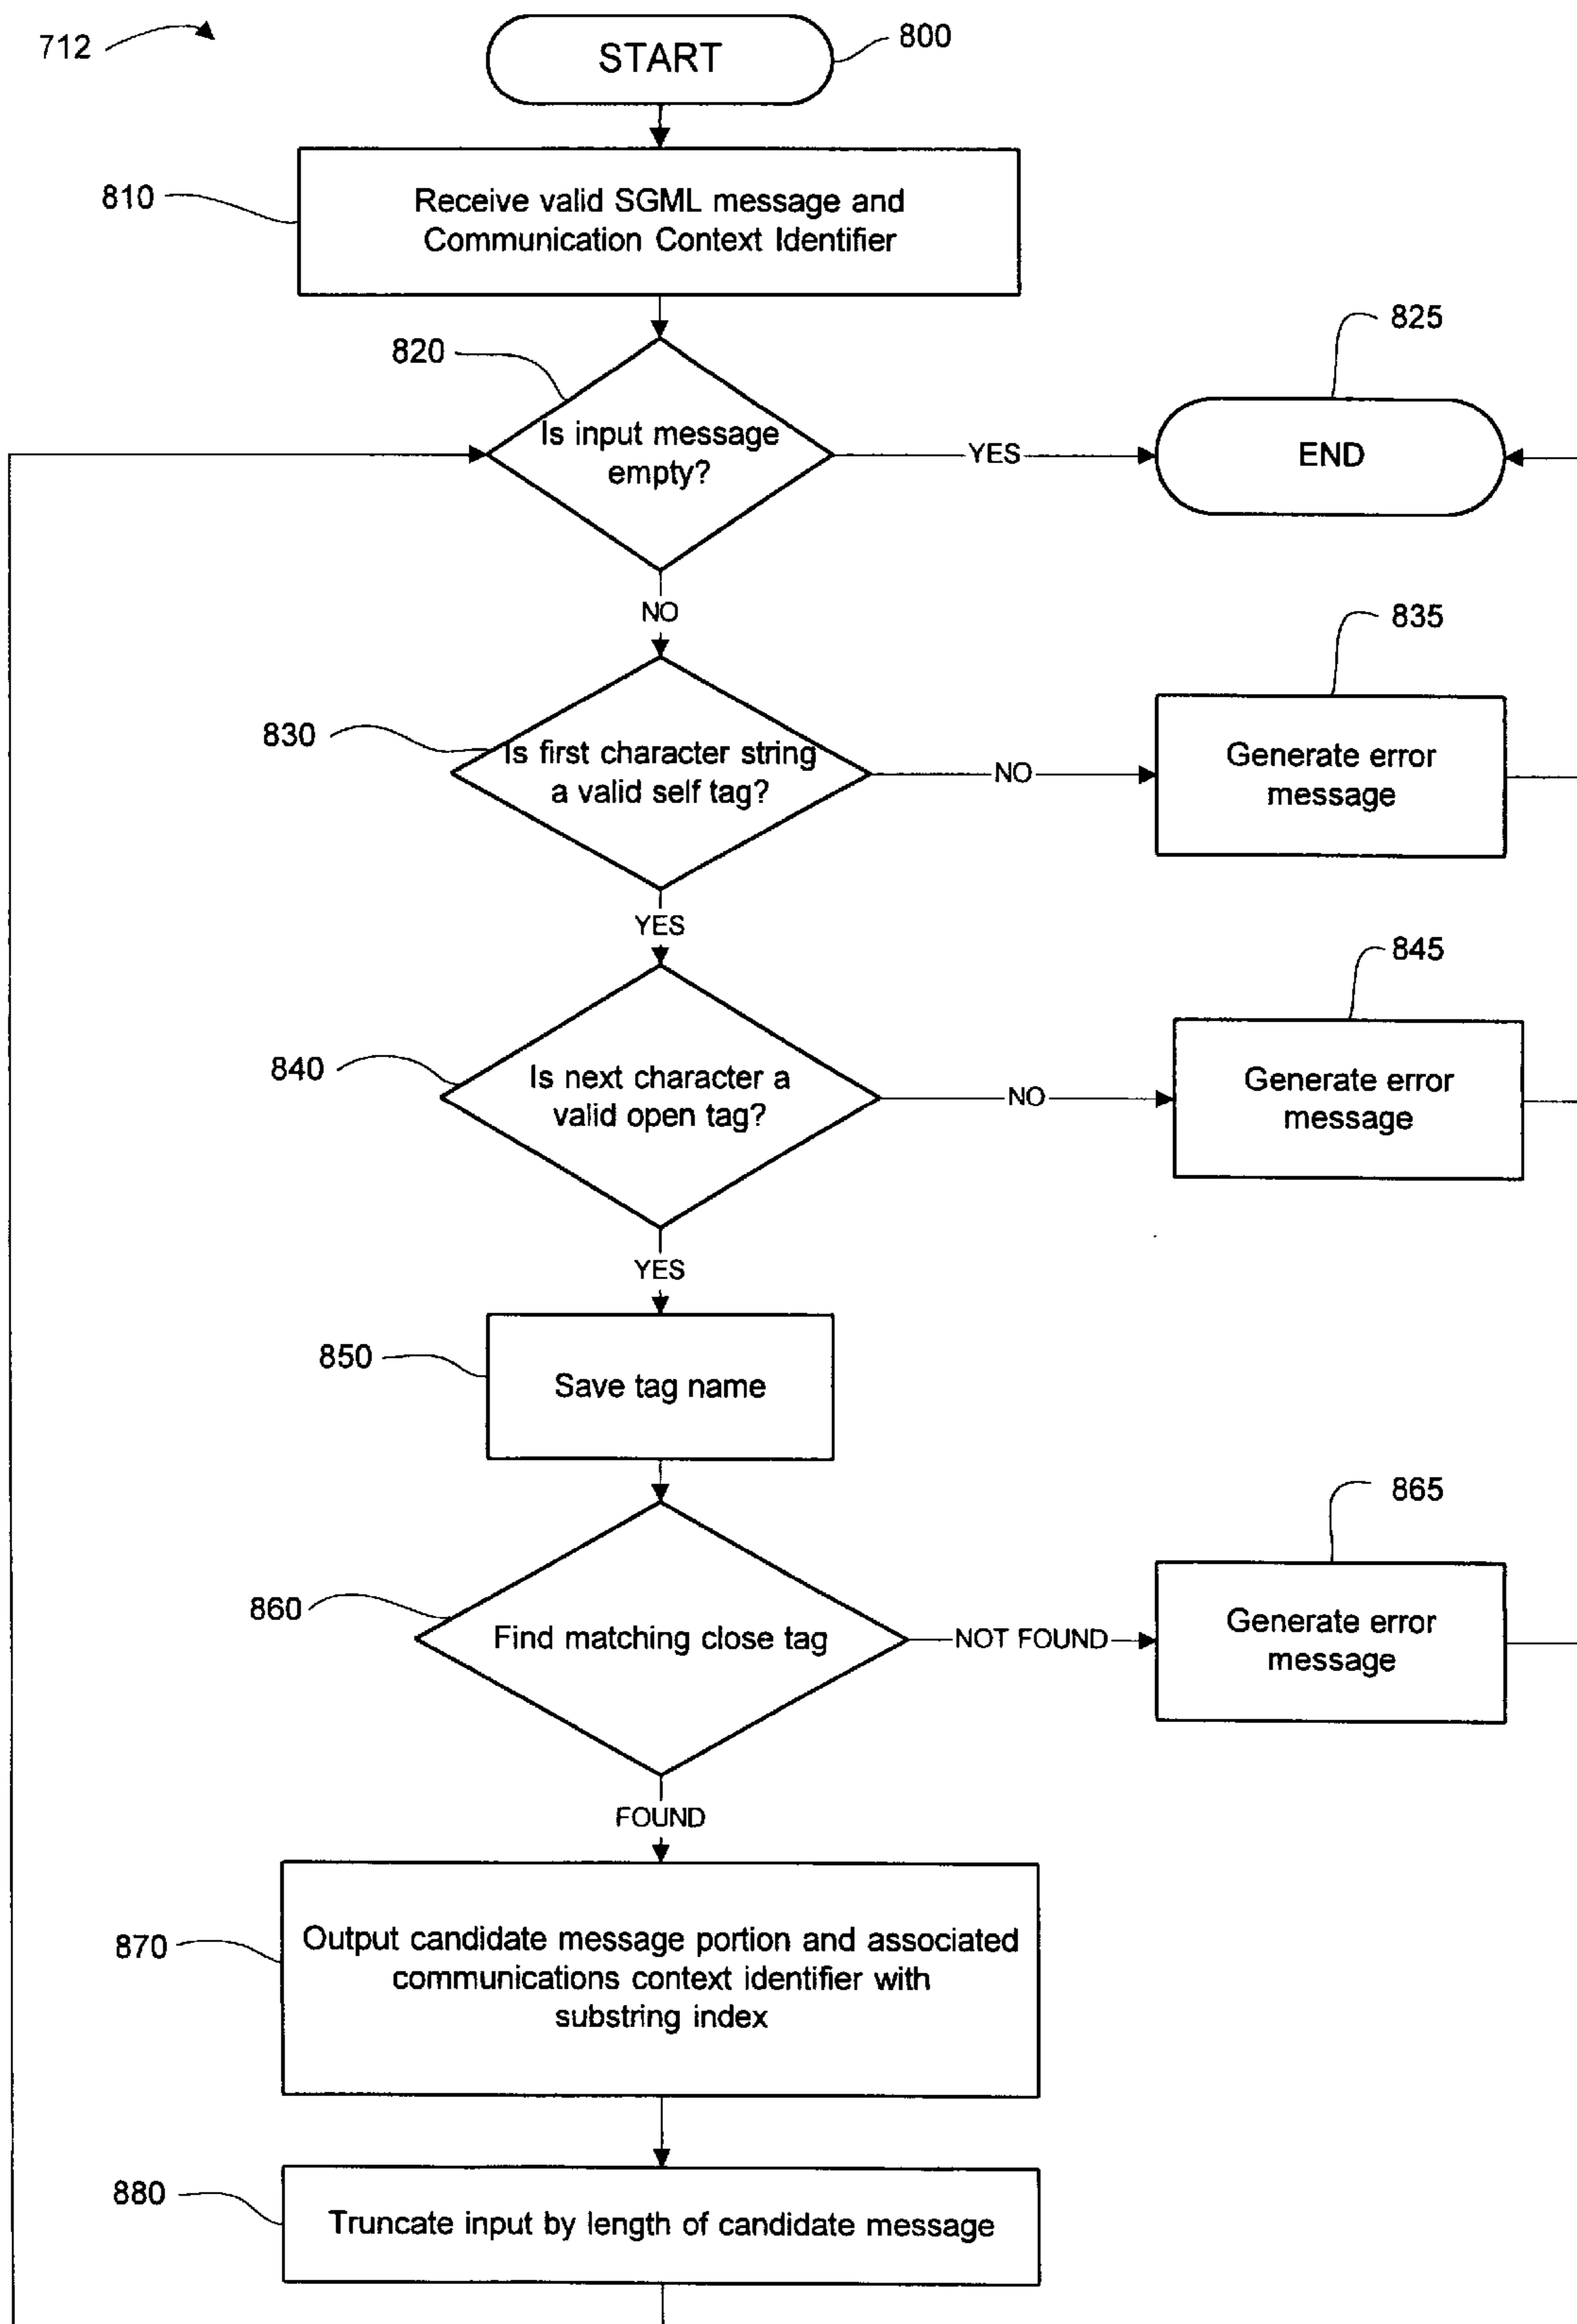 712
START
800
810
Receive valid SGML message and
Communication Context Identifier
820
Is input message
empty?
YES
825
END
NO
830
Is first character string
a valid self tag?
NO
835
Generate error
message
YES
840
Is next character a
valid open tag?
NO
845
Generate error
message
YES
850
Save tag name
860
Find matching close tag
NOT FOUND
865
Generate error
message
FOUND
870
Output candidate message portion and associated
communications context identifier with
substring index
880
Truncate input by length of candidate message